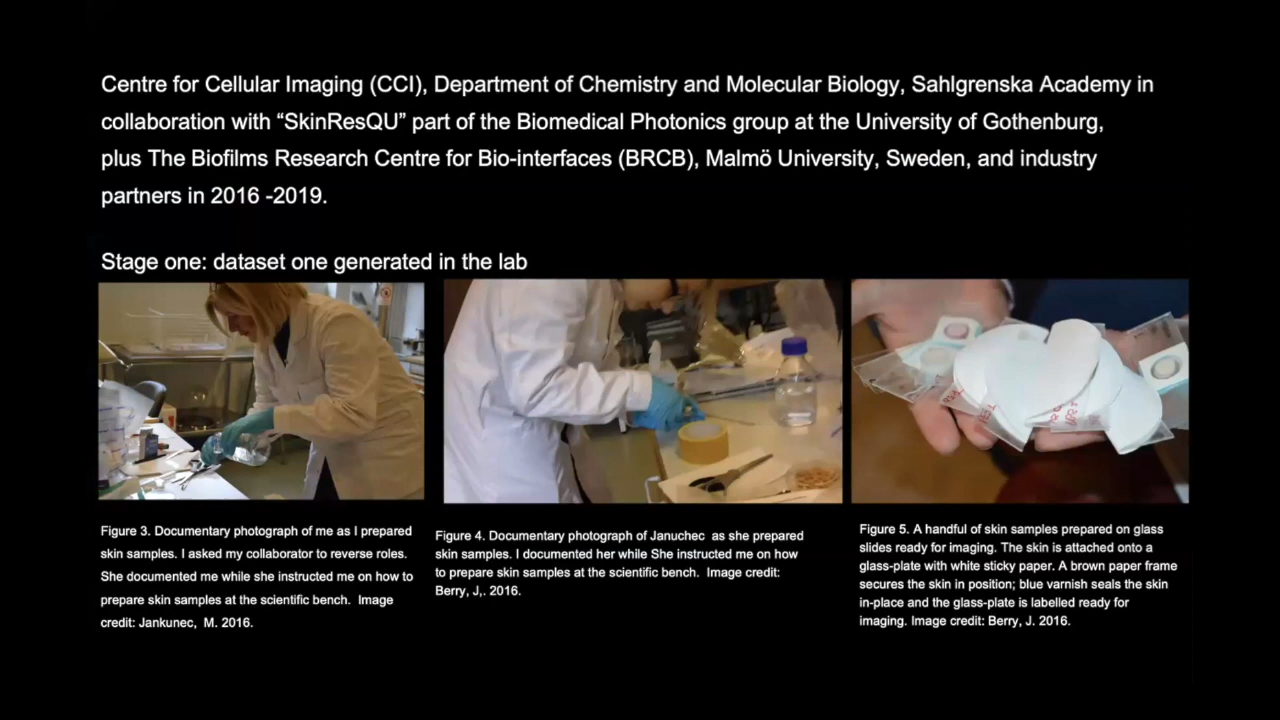 Centre for Cellular Imaging (CCI), Department of Chemistry and Molecular Biology, Sahlgrenska Academy in
collaboration with “SkinResQU” part of the Biomedical Photonics group at the University of Gothenburg,
plus The Biofilms Research Centre for Bio-interfaces (BRCB), Malmö University, Sweden, and industry
partners in 2016 -2019.
Stage one: dataset one generated in the lab
Figure 3. Documentary photograph of me as I prepared
skin samples. I asked my collaborator to reverse roles.
She documented me while she instructed me on how to
prepare skin samples at the scientific bench.  Image
credit: Jankunec,  M. 2016.
Figure 4. Documentary photograph of Januchec  as she prepared
skin samples. I documented her while She instructed me on how
to prepare skin samples at the scientific bench.  Image credit:
Berry, J,. 2016.
Figure 5. A handful of skin samples prepared on glass
slides ready for imaging. The skin is attached onto a
glass-plate with white sticky paper. A brown paper frame
secures the skin in position; blue varnish seals the skin
in-place and the glass-plate is labelled ready for
imaging. Image credit: Berry, J. 2016.